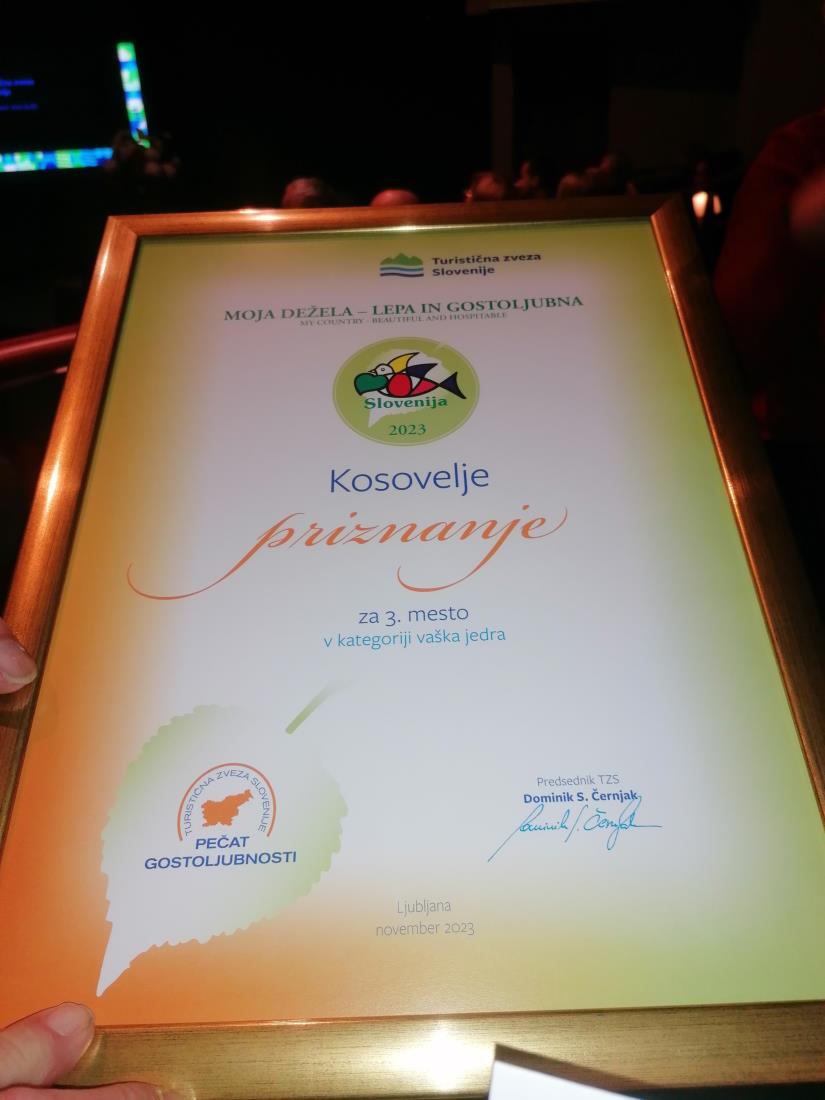 Turistična zveza
Slovenije
MOJA DEŽELA – LEPA IN GOSTOLJUBNA
MY COUNTRY - BEAUTIFUL AND HOSPITABLE
Slovenija
2023
Kosovelje
priznanje
za 3. mesto
v kategoriji vaška jedra
TURISTIČNA ZVEZA SLOVENIJE
PEČAT
GOSTOLJUBNOSTI
Predsednik TZS
Dominik S. Černjak
Ljubljana
november 2023